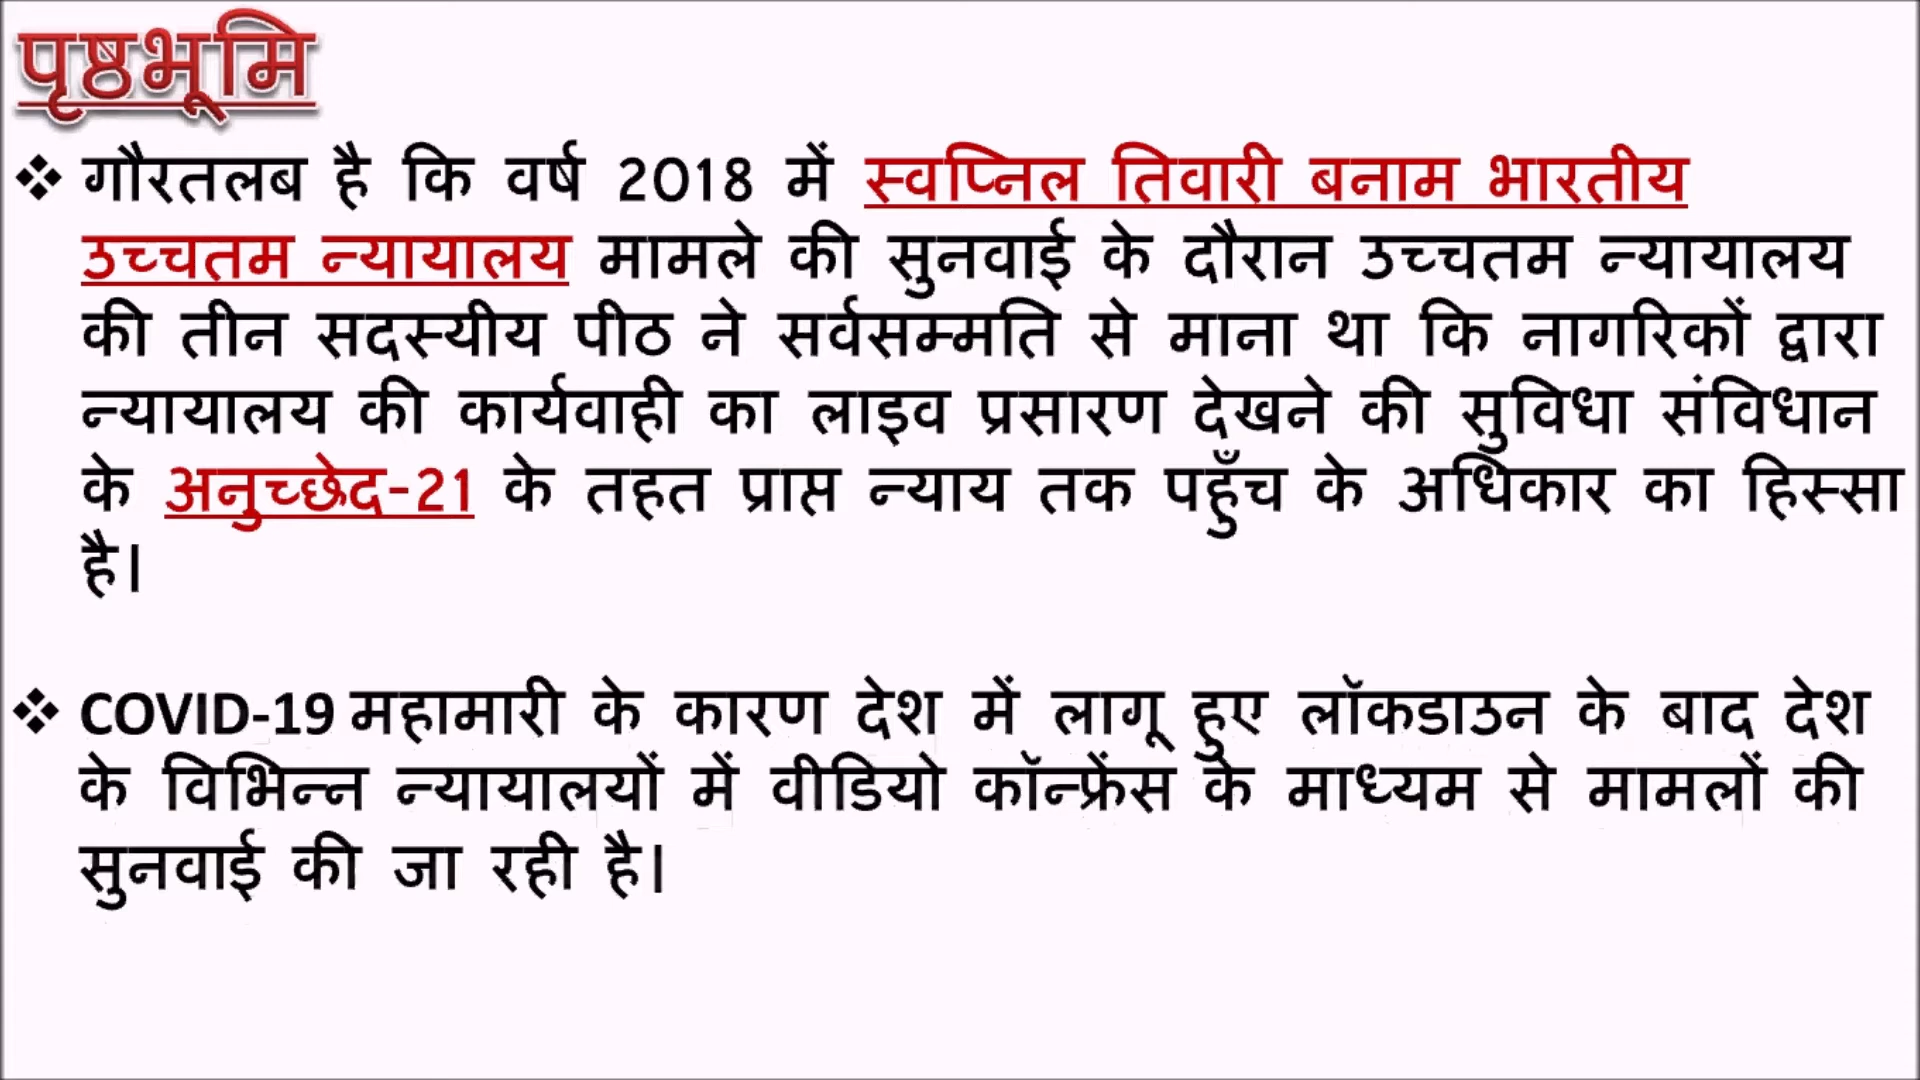 पृष्ठभूमि
❖ गौरतलब है कि वर्ष 2018 में स्वप्निल तिवारी बनाम भारतीय
उच्चतम न्यायालय मामले की सुनवाई के दौरान उच्चतम न्यायालय
की तीन सदस्यीय पीठ ने सर्वसम्मति से माना था कि नागरिकों द्वारा
न्यायालय की कार्यवाही का लाइव प्रसारण देखने की सुविधा संविधान
के अनुच्छेद-21 के तहत प्राप्त न्याय तक पहुँच के अधिकार का हिस्सा
है।
❖ COVID-19 महामारी के कारण देश में लागू हुए लॉकडाउन के बाद देश
के विभिन्न न्यायालयों में वीडियो कॉन्फ्रेंस के माध्यम से मामलों की
सुनवाई की जा रही है।